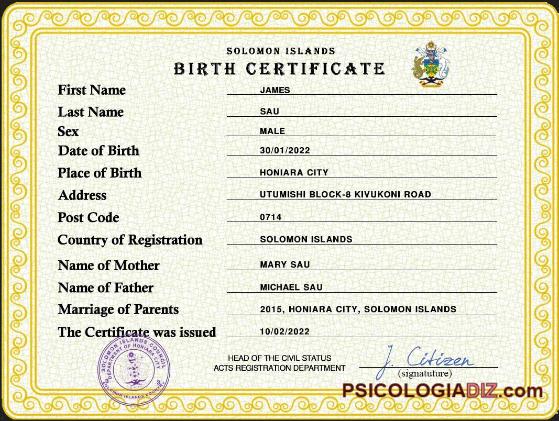 SOLOMON ISLANDS
BIRTH CERTIFICATE
First Name JAMES
Last Name SAU
Sex MALE
Date of Birth 30/01/2022
Place of Birth HONIARA CITY
Address UTUMISHI BLOCK-8 KIVUKONI ROAD
Post Code 0714
Country of Registration SOLOMON ISLANDS
Name of Mother MARY SAU
Name of Father MICHAEL SAU
Marriage of Parents 2015, HONIARA CITY, SOLOMON ISLANDS
The Certificate was issued 10/02/2022
SOLOMON ISLANDS COUNCIL
DEPARTMENT OF HONIARA CITY
HEAD OF THE CIVIL STATUS
ACTS REGISTRATION DEPARTMENT
J. Citizen
(signatuture)
PSICOLOGIADIZ.com